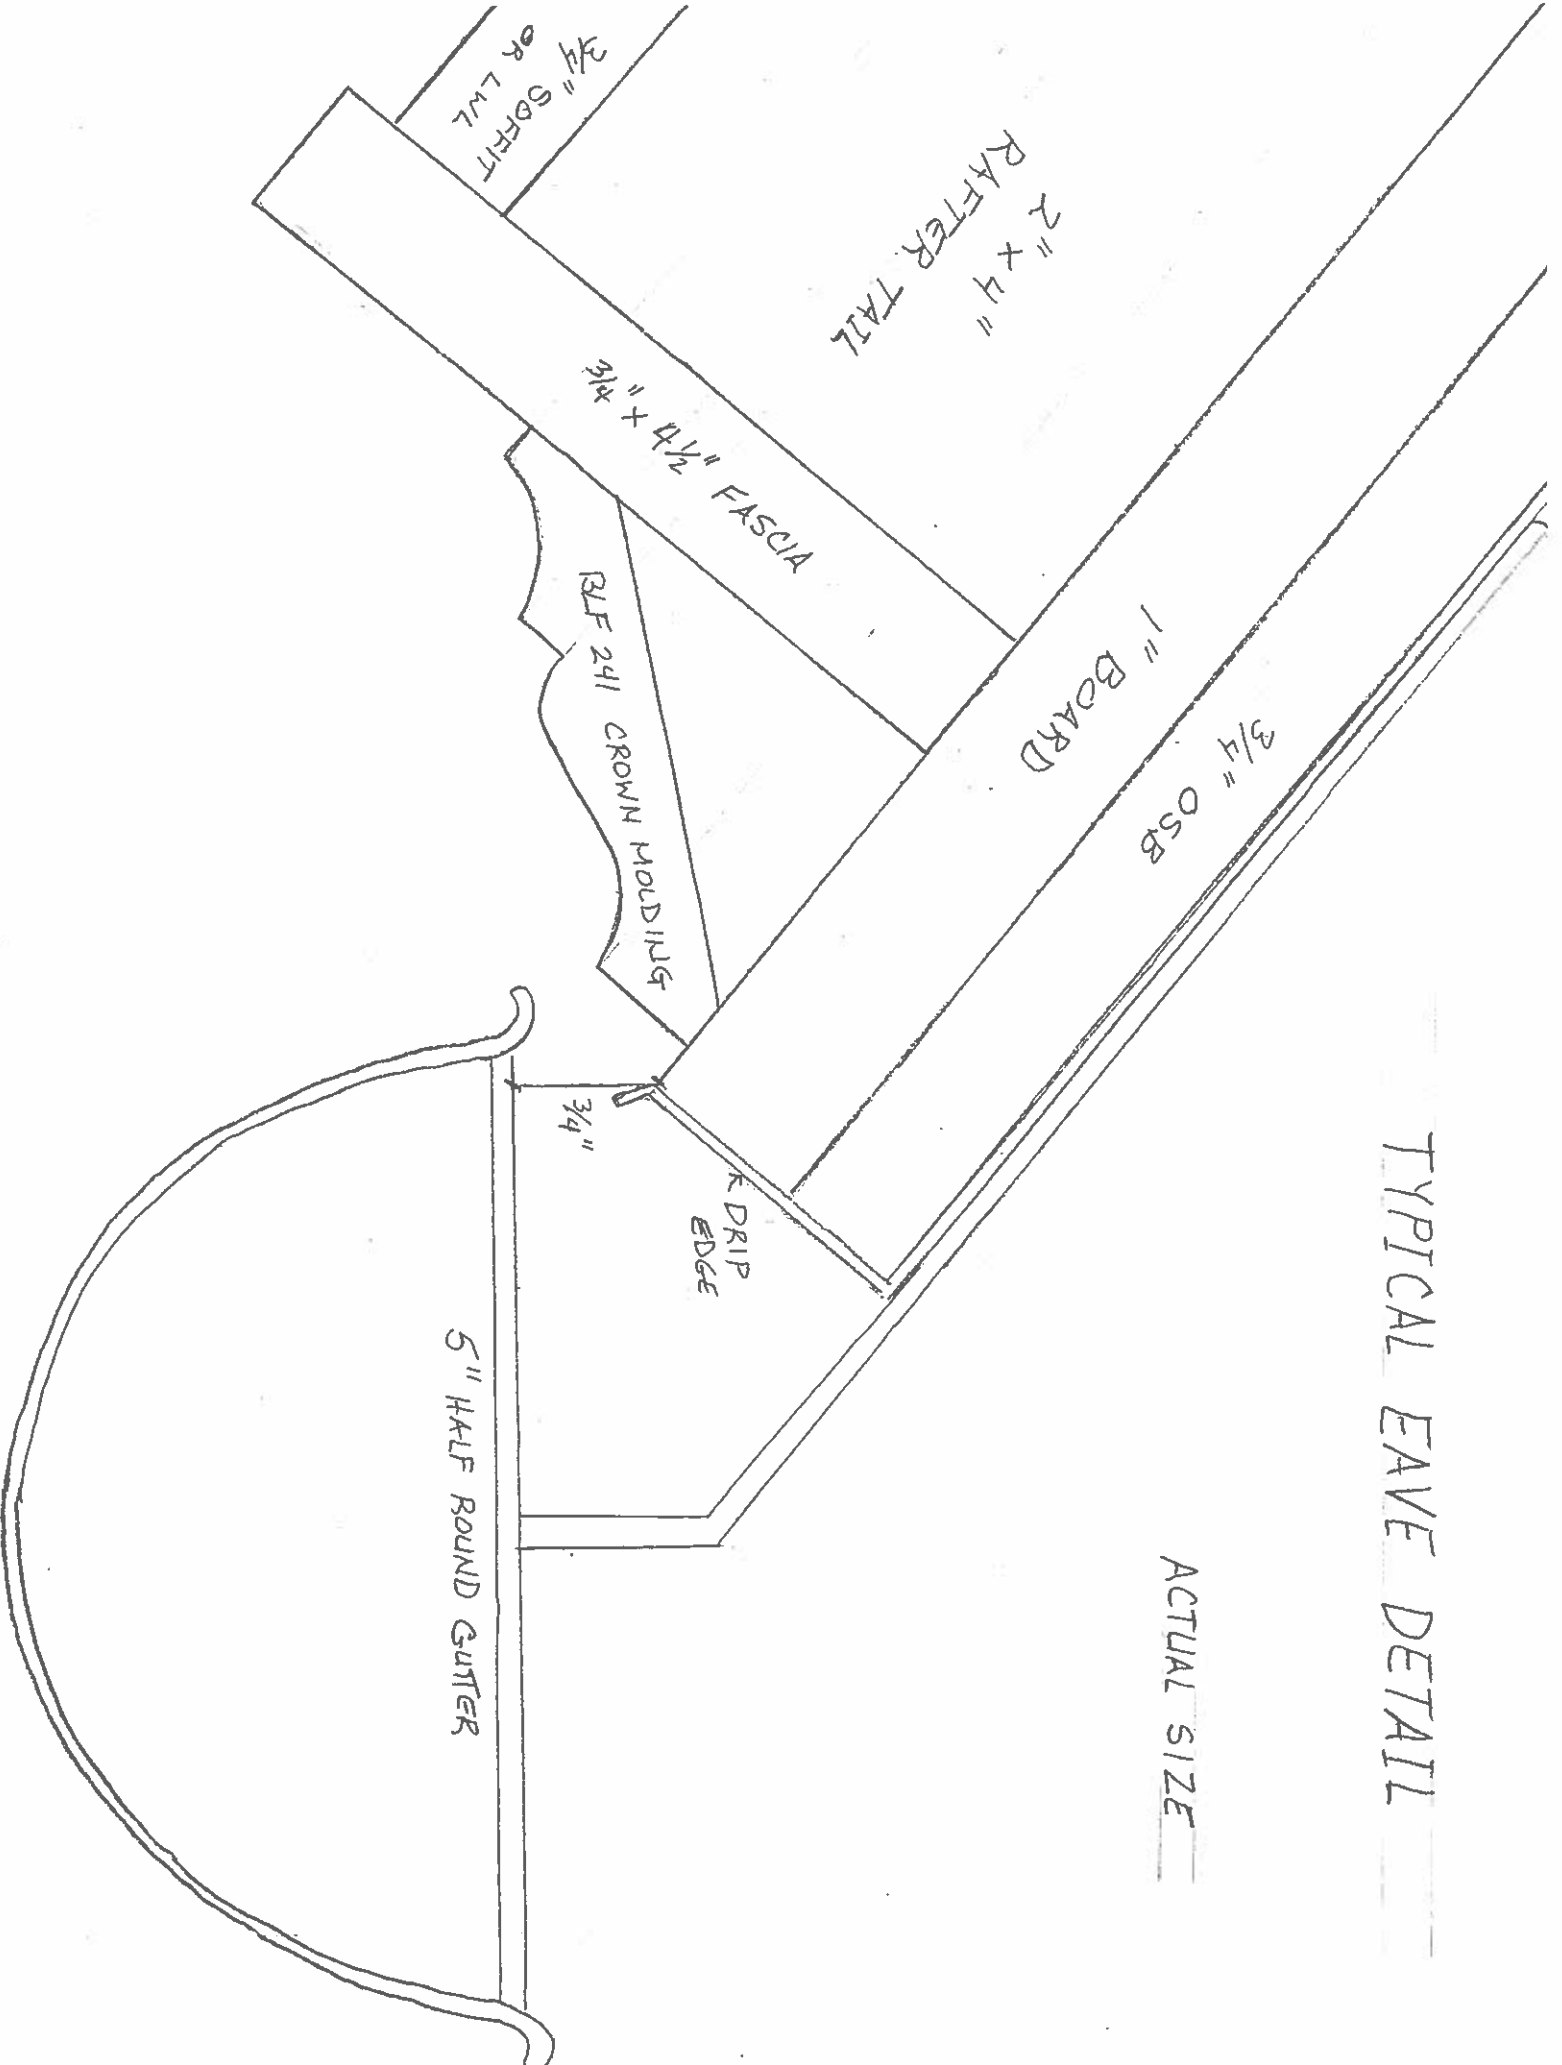 TYPICAL EAVE DETAIL
ACTUAL SIZE
3/4" OSB
1" BOARD
2" x 4"
RAFTER TAIL
3/4" SOFFIT
OR LWL
3/4" x 4 1/2" FASCIA
BLF 241 CROWN MOLDING
DRIP
EDGE
3/4"
5" HALF ROUND GUTTER